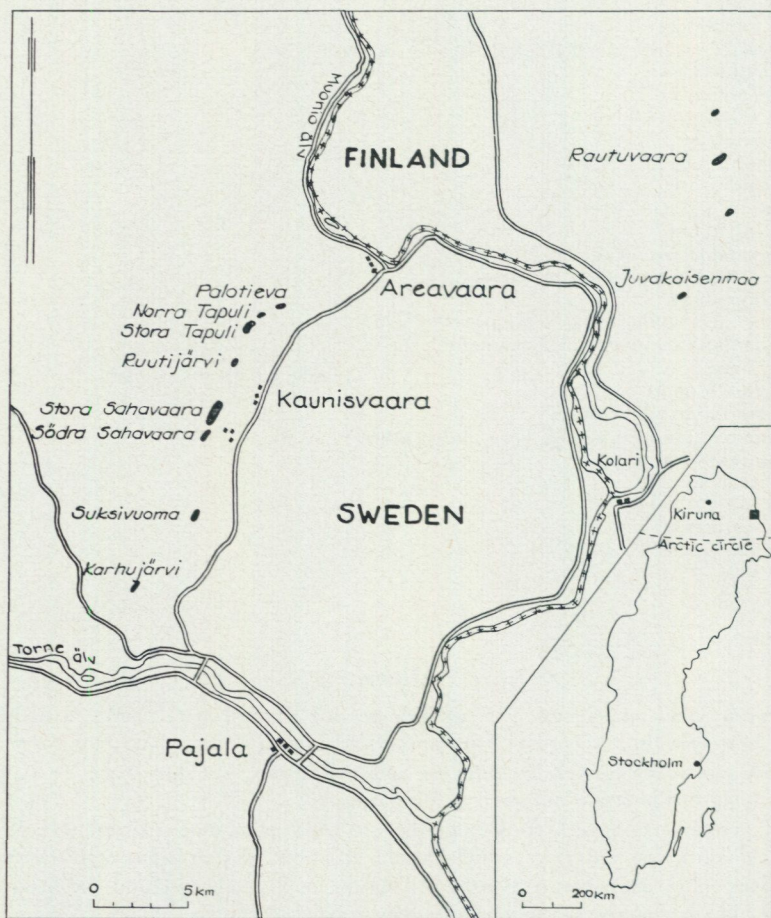 Muonio älv
FINLAND
Rautuvaara
Juvakaisenmaa
Areavaara
Palotieva
Norra Tapuli
Stora Tapuli
Ruutijärvi
Kaunisvaara
Stora Sahavaara
Södra Sahavaara
Kolari
Suksivuoma
SWEDEN
Kiruna
Arctic circle
Karhujärvi
Torne älv
Pajala
Stockholm
0 5 km
0 200 km